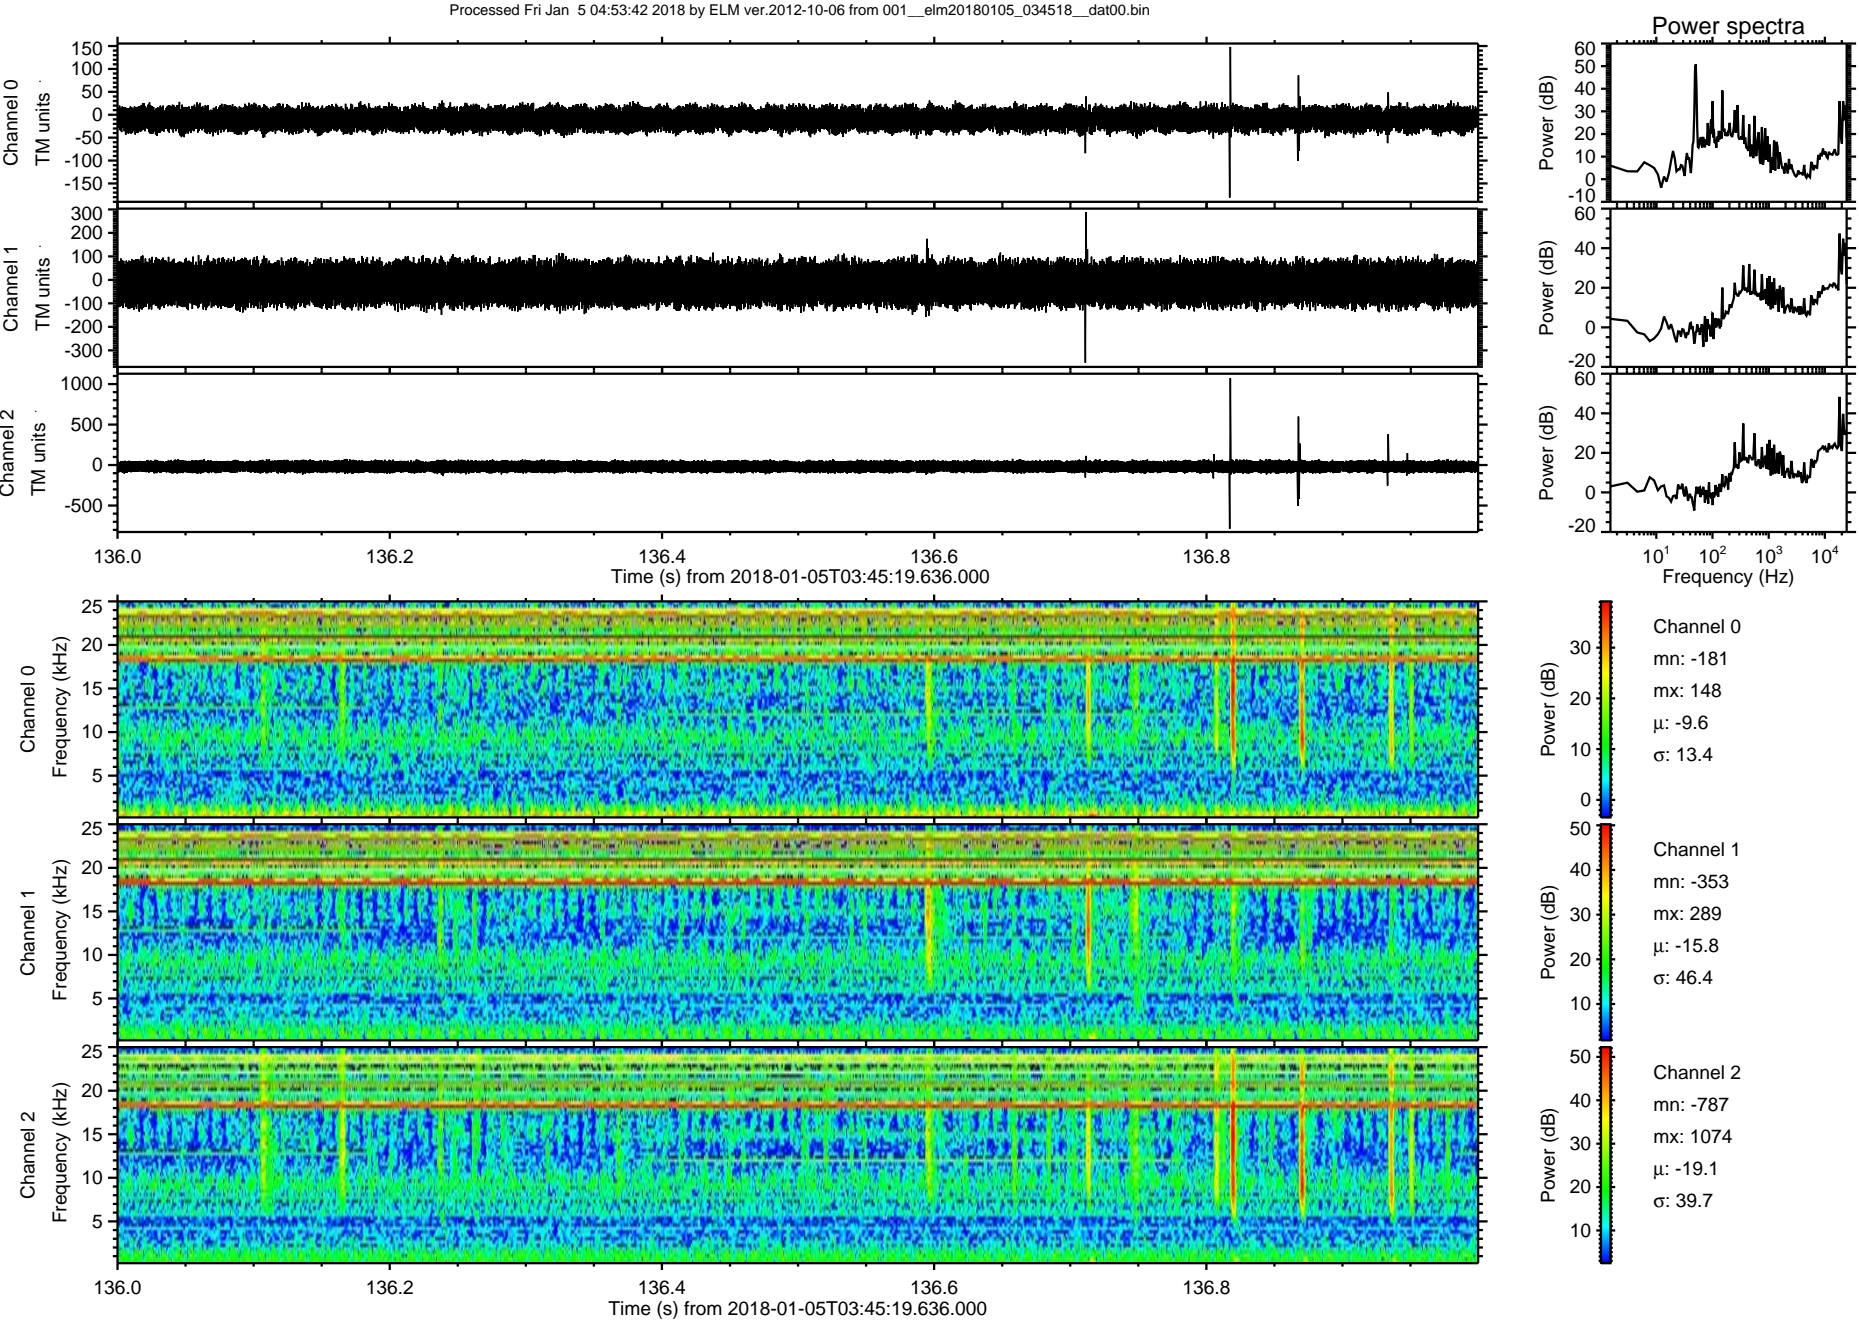 Processed Fri Jan  5 04:53:42 2018 by ELM ver.2012-10-06 from 001__elm20180105_034518__dat00.bin
Power spectra
Channel 0
TM units
150
100
50
0
-50
-100
-150
Power (dB)
60
50
40
30
20
10
0
-10
Channel 1
TM units
300
200
100
0
-100
-200
-300
Power (dB)
60
40
20
0
-20
Channel 2
TM units
1000
500
0
-500
Power (dB)
60
40
20
0
-20
136.0 136.2 136.4 136.6 136.8
Time (s) from 2018-01-05T03:45:19.636.000
10^1 10^2 10^3 10^4
Frequency (Hz)
Channel 0
Frequency (kHz)
25
20
15
10
5
Power (dB)
30
20
10
0
Channel 0
mn: -181
mx: 148
μ: -9.6
σ: 13.4
Channel 1
Frequency (kHz)
25
20
15
10
5
Power (dB)
50
40
30
20
10
Channel 1
mn: -353
mx: 289
μ: -15.8
σ: 46.4
Channel 2
Frequency (kHz)
25
20
15
10
5
Power (dB)
50
40
30
20
10
Channel 2
mn: -787
mx: 1074
μ: -19.1
σ: 39.7
136.0 136.2 136.4 136.6 136.8
Time (s) from 2018-01-05T03:45:19.636.000